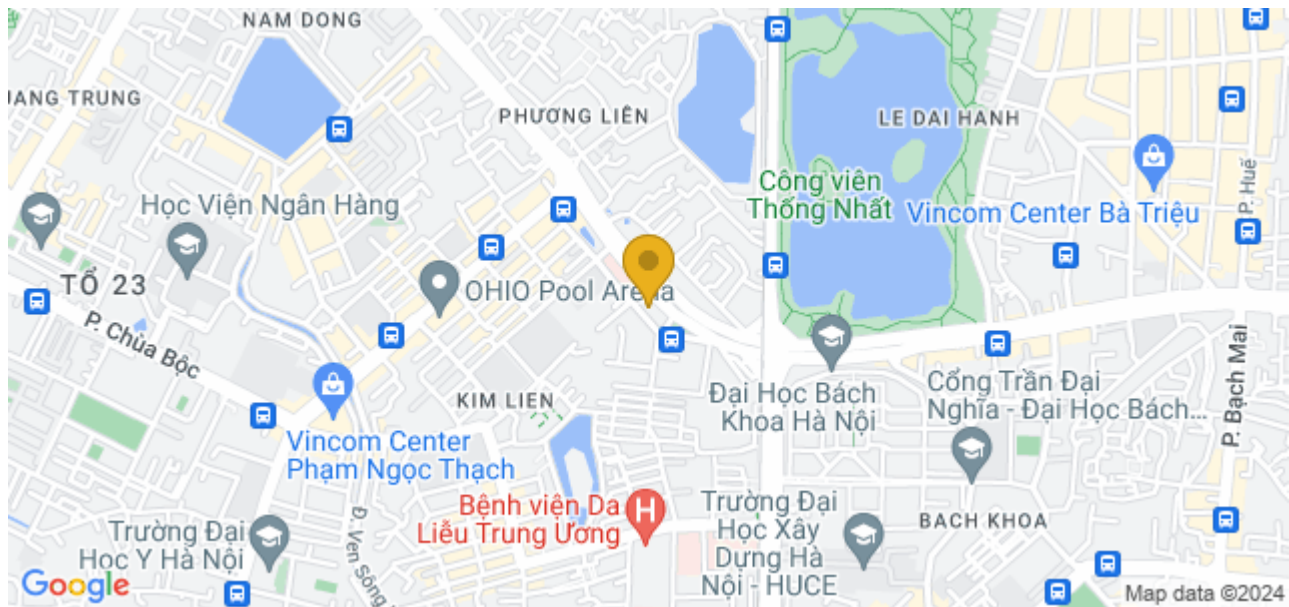 NAM DONG
UANG TRUNG
PHƯƠNG LIÊN
LE DAI HANH
Học Viện Ngân Hàng
Công viên
Thống Nhất
Vincom Center Bà Triệu
P. Huế
TỔ 23
OHIO Pool Arena
P. Chùa Bộc
KIM LIEN
Đại Học Bách
Khoa Hà Nội
Cổng Trần Đại
Nghĩa - Đại Học Bách...
P. Bạch Mai
Vincom Center
Phạm Ngọc Thạch
Bệnh viện Da
Liễu Trung Ương
H
Trường Đại
Học Xây
Dựng Hà
Nội - HUCE
BACH KHOA
Trường Đại
Học Y Hà Nội
Đ. Ven Sông
Google
Map data ©2024